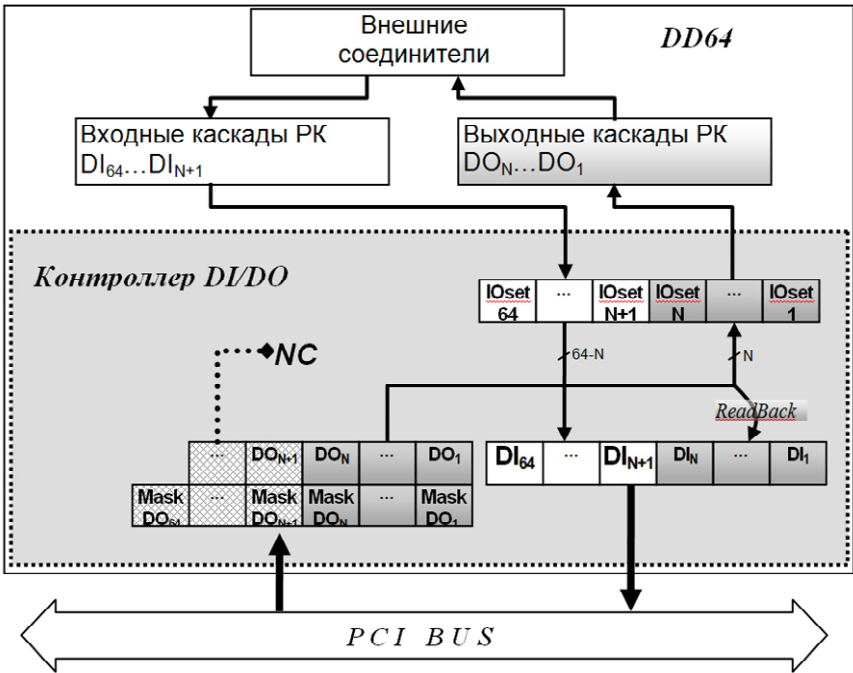 Внешние
соединители
DD64
Входные каскады РК
DI64...DIN+1
Выходные каскады РК
DON...DO1
Контроллер DI/DO
IOset 64
...
IOset N+1
IOset N
...
IOset 1
NC
64-N
N
ReadBack
... DON+1 DON ... DO1
DI64 ... DIN+1 DIN ... DI1
Mask DO64
...
Mask DON+1
Mask DON
...
Mask DO1
PCI BUS